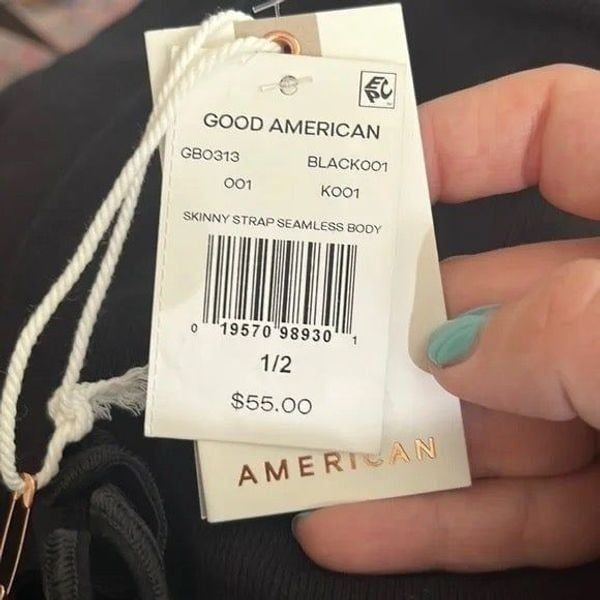 EPC
GOOD AMERICAN
GB0313 BLACK001
001 K001
SKINNY STRAP SEAMLESS BODY
0 19570 98930 1
1/2
$55.00
AMERICAN